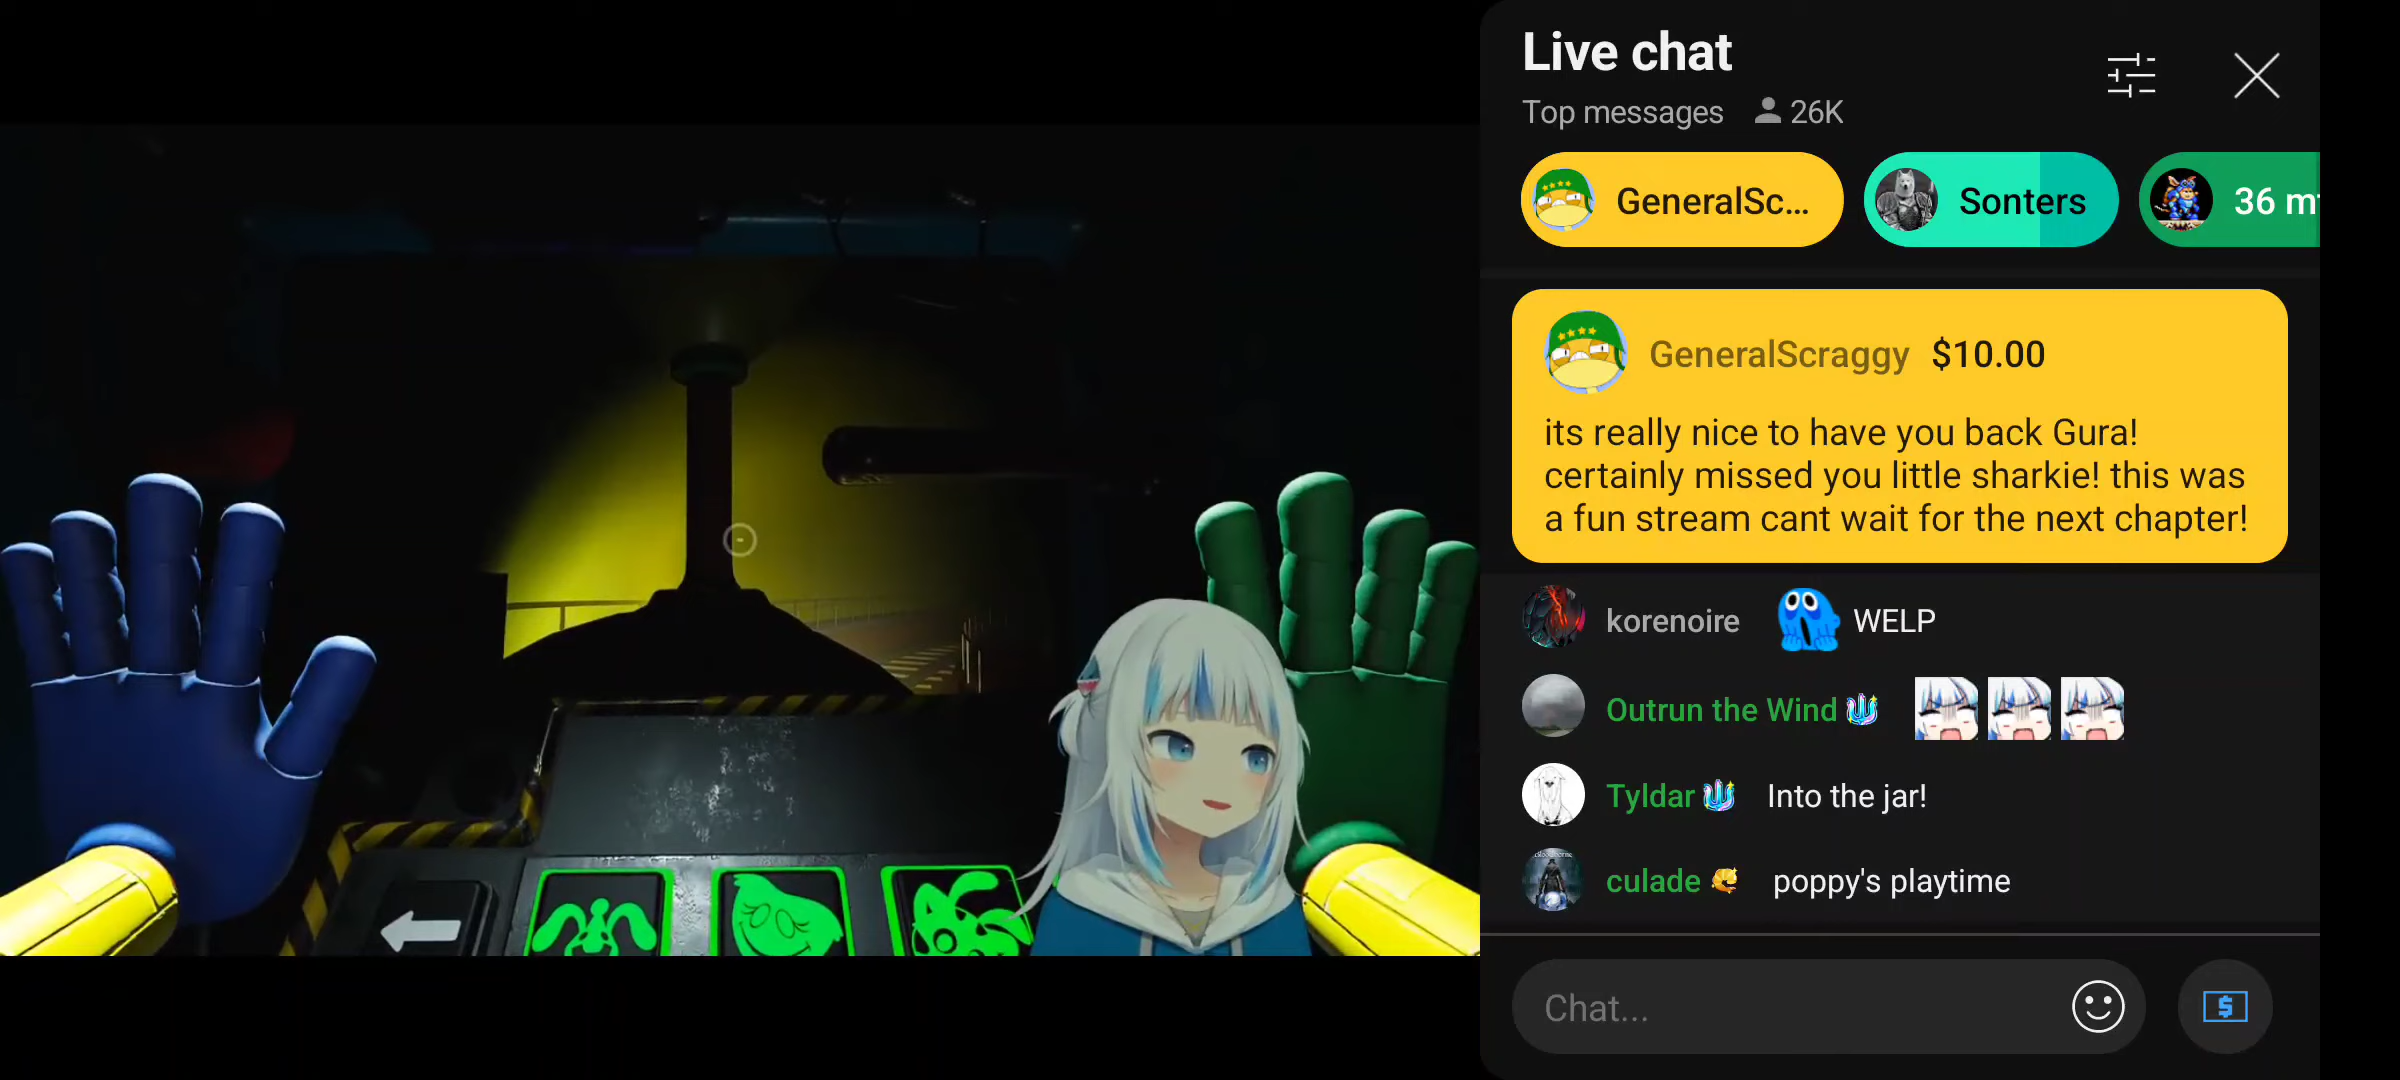 Live chat
Top messages 26K
GeneralSc...
Sonters
36 m
GeneralScraggy $10.00
its really nice to have you back Gura!
certainly missed you little sharkie! this was
a fun stream cant wait for the next chapter!
korenoire WELP
Outrun the Wind
Tyldar Into the jar!
culade poppy's playtime
Chat...
$